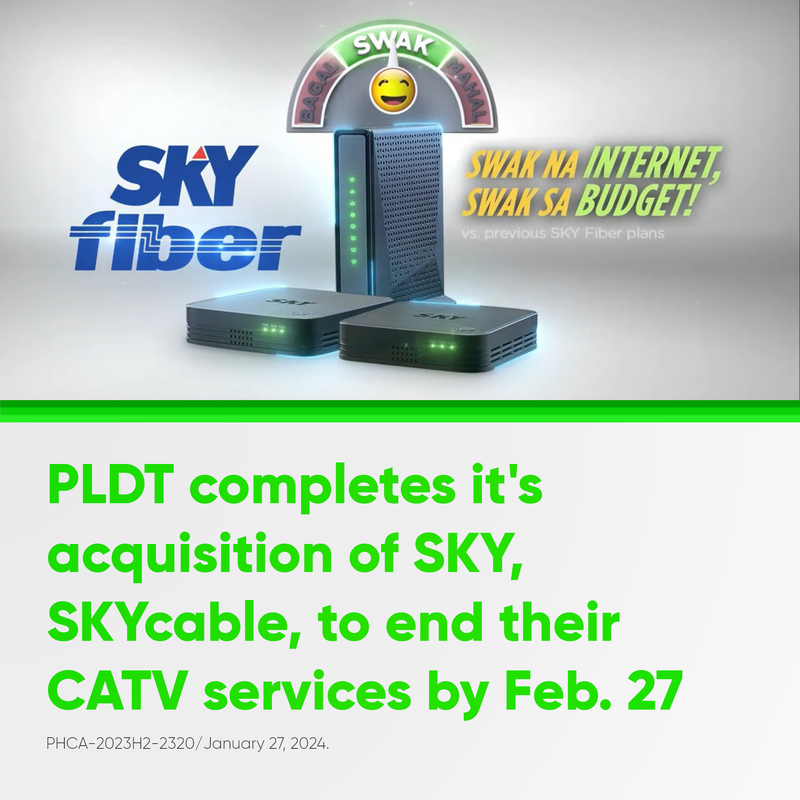 BAGAL SWAK MAHAL
SKY
fiber
SWAK NA INTERNET,
SWAK SA BUDGET!
vs. previous SKY Fiber plans
SKY
SKY
PLDT completes it's
acquisition of SKY,
SKYcable, to end their
CATV services by Feb. 27
PHCA-2023H2-2320/January 27, 2024.